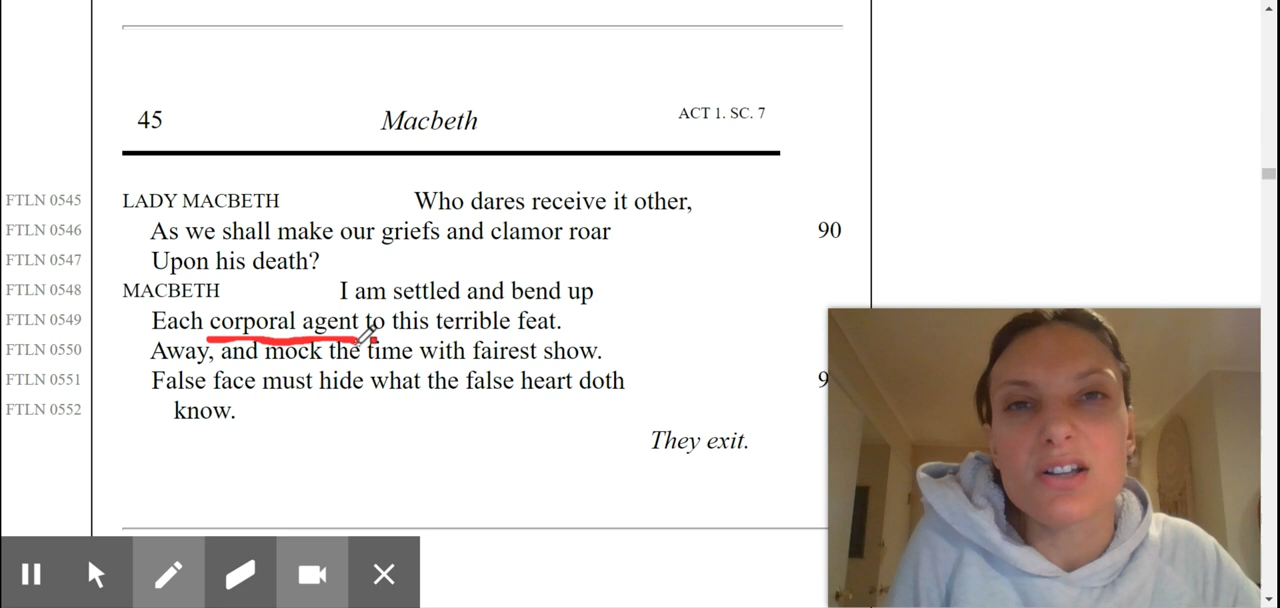 45 Macbeth ACT 1. SC. 7
FTLN 0545 LADY MACBETH Who dares receive it other,
FTLN 0546 As we shall make our griefs and clamor roar 90
FTLN 0547 Upon his death?
FTLN 0548 MACBETH I am settled and bend up
FTLN 0549 Each corporal agent to this terrible feat.
FTLN 0550 Away, and mock the time with fairest show.
FTLN 0551 False face must hide what the false heart doth
FTLN 0552 know.
They exit.